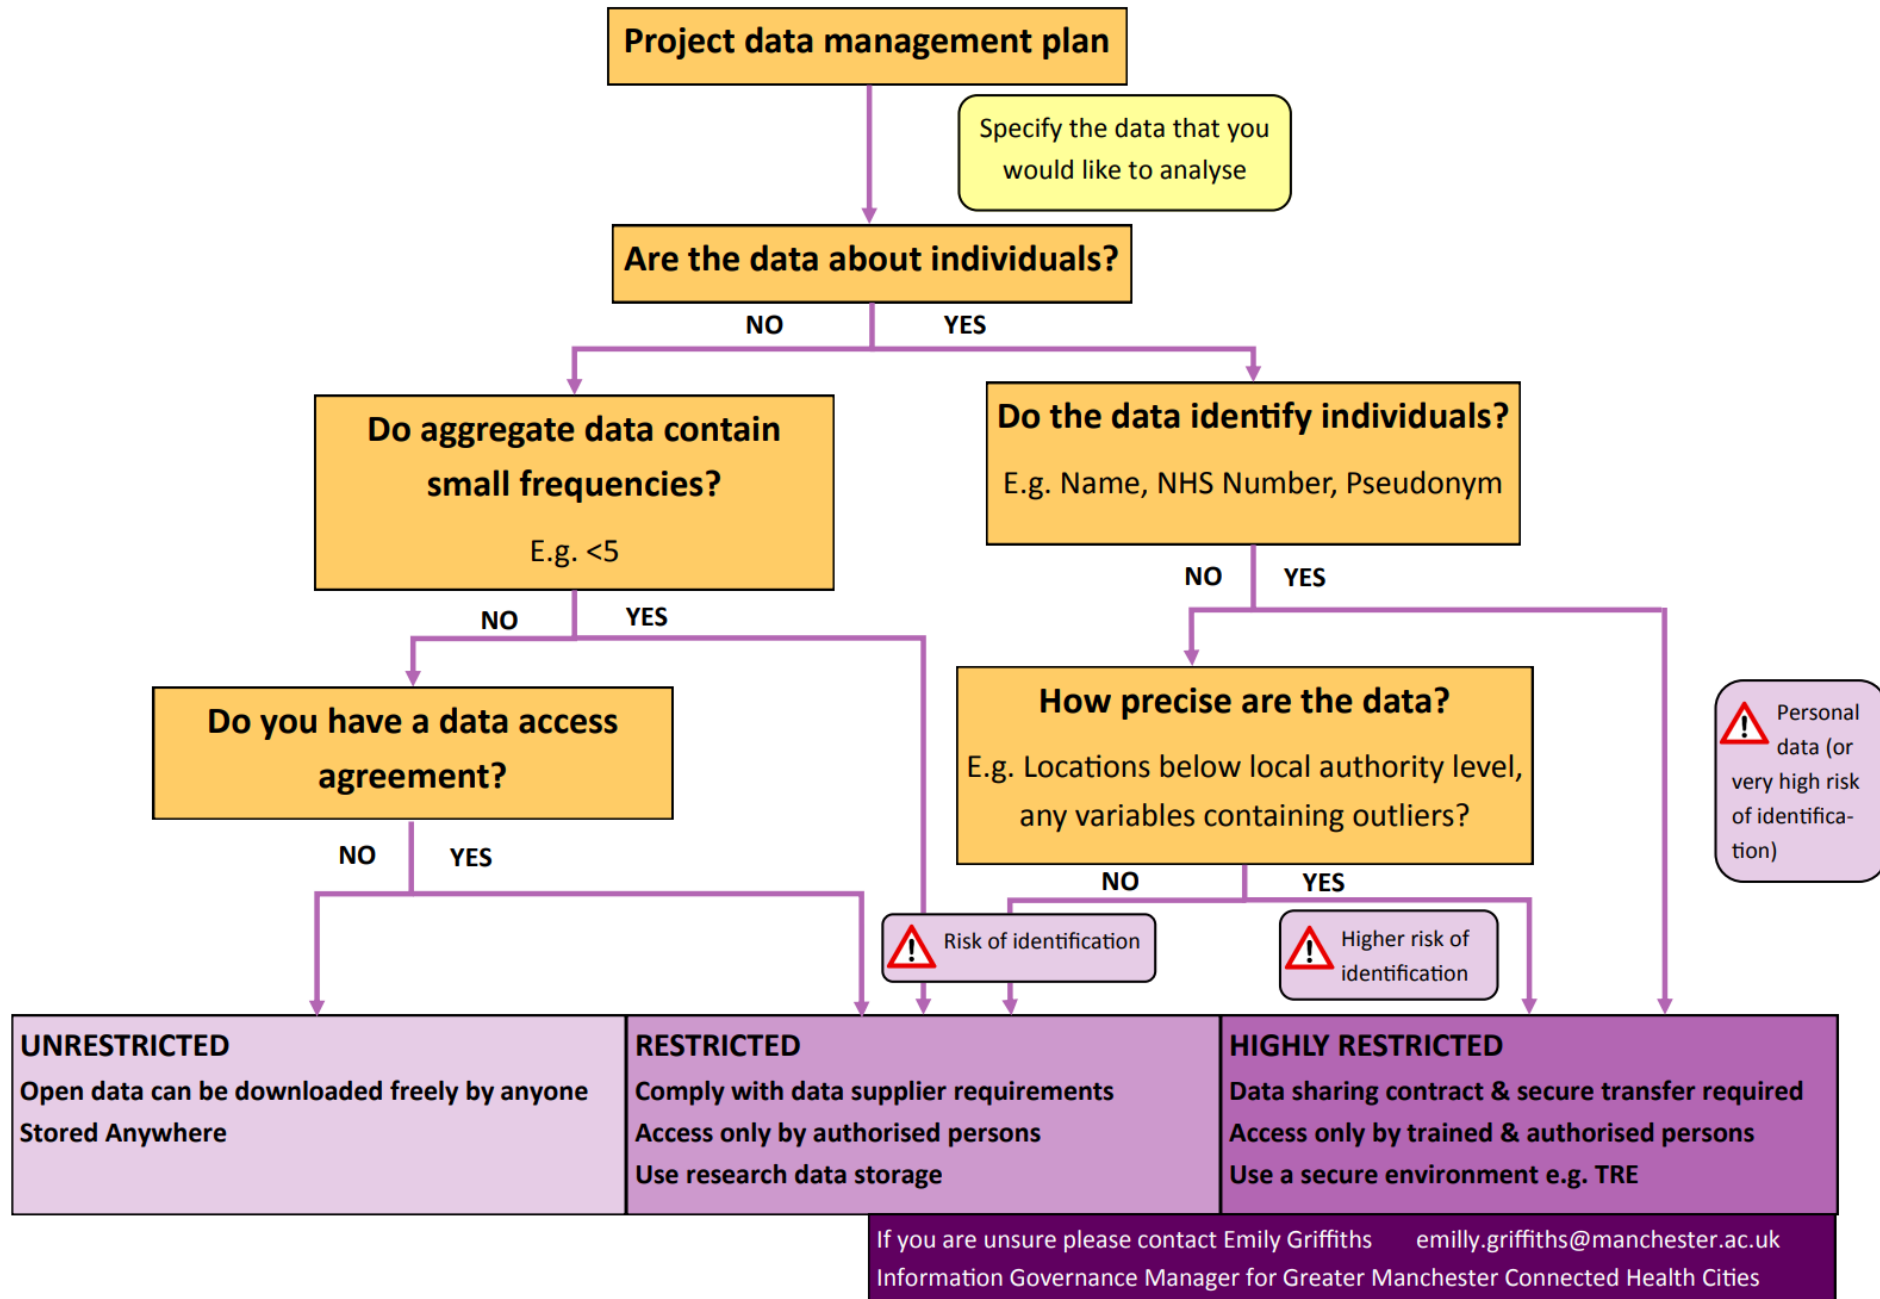 Project data management plan
Specify the data that you
would like to analyse
Are the data about individuals?
NO
YES
Do aggregate data contain
small frequencies?
E.g. <5
Do the data identify individuals?
E.g. Name, NHS Number, Pseudonym
NO
YES
NO
YES
Do you have a data access
agreement?
How precise are the data?
E.g. Locations below local authority level,
any variables containing outliers?
Personal
data (or
very high risk
of identifica-
tion)
NO
YES
NO
YES
Risk of identification
Higher risk of
identification
UNRESTRICTED
Open data can be downloaded freely by anyone
Stored Anywhere
RESTRICTED
Comply with data supplier requirements
Access only by authorised persons
Use research data storage
HIGHLY RESTRICTED
Data sharing contract & secure transfer required
Access only by trained & authorised persons
Use a secure environment e.g. TRE
If you are unsure please contact Emily Griffiths emilly.griffiths@manchester.ac.uk
Information Governance Manager for Greater Manchester Connected Health Cities